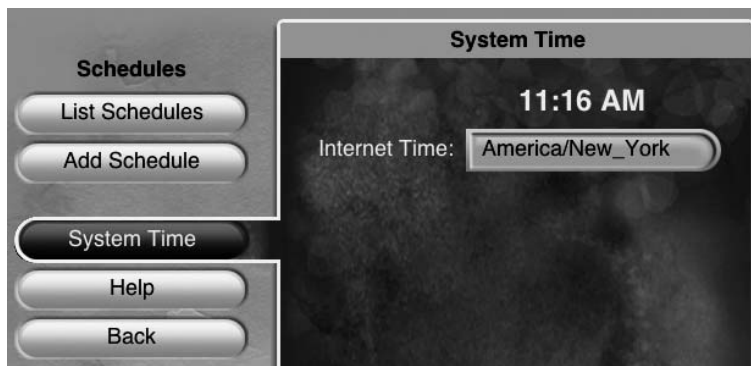 Schedules
List Schedules
Add Schedule
System Time
Help
Back
System Time
11:16 AM
Internet Time: America/New_York